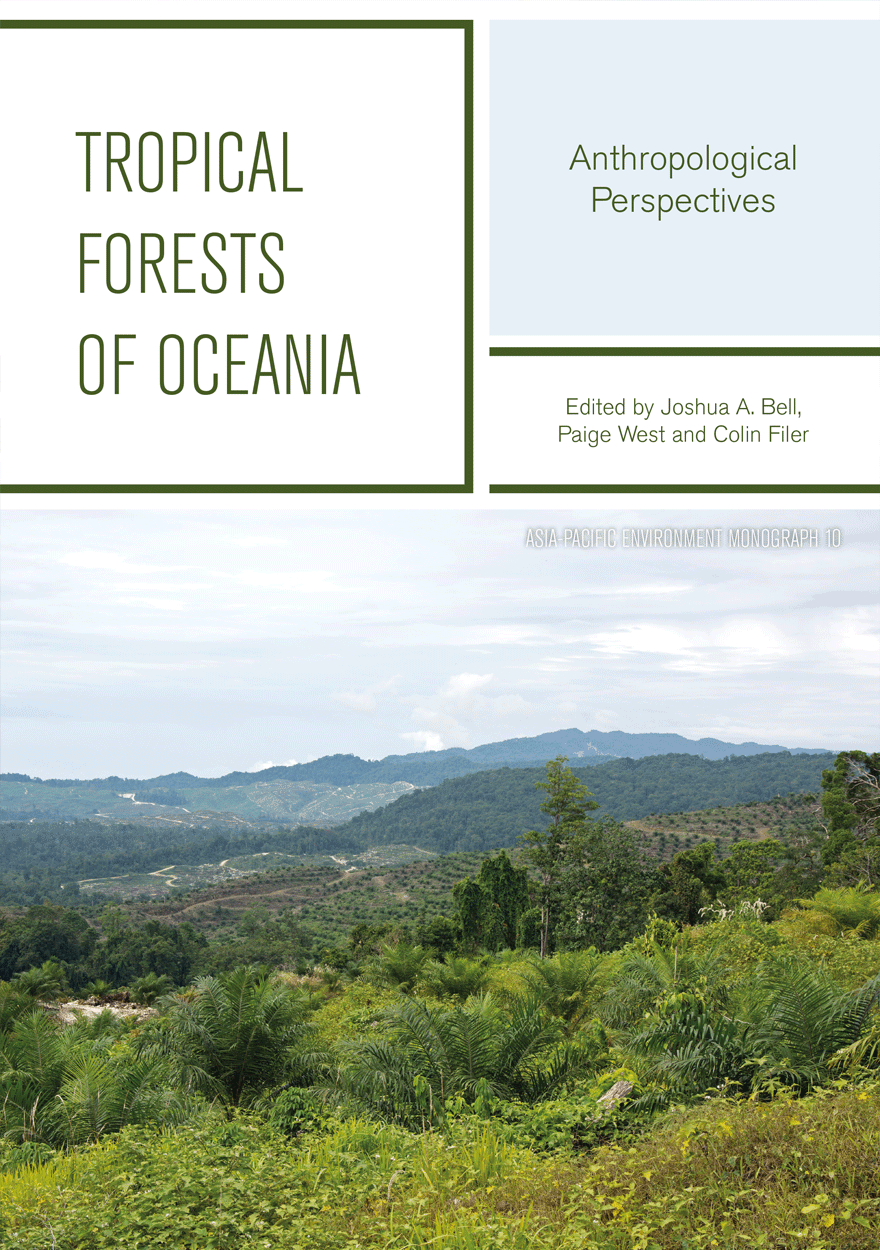 TROPICAL
FORESTS
OF OCEANIA
Anthropological
Perspectives
Edited by Joshua A. Bell,
Paige West and Colin Filer
ASIA-PACIFIC ENVIRONMENT MONOGRAPH 10